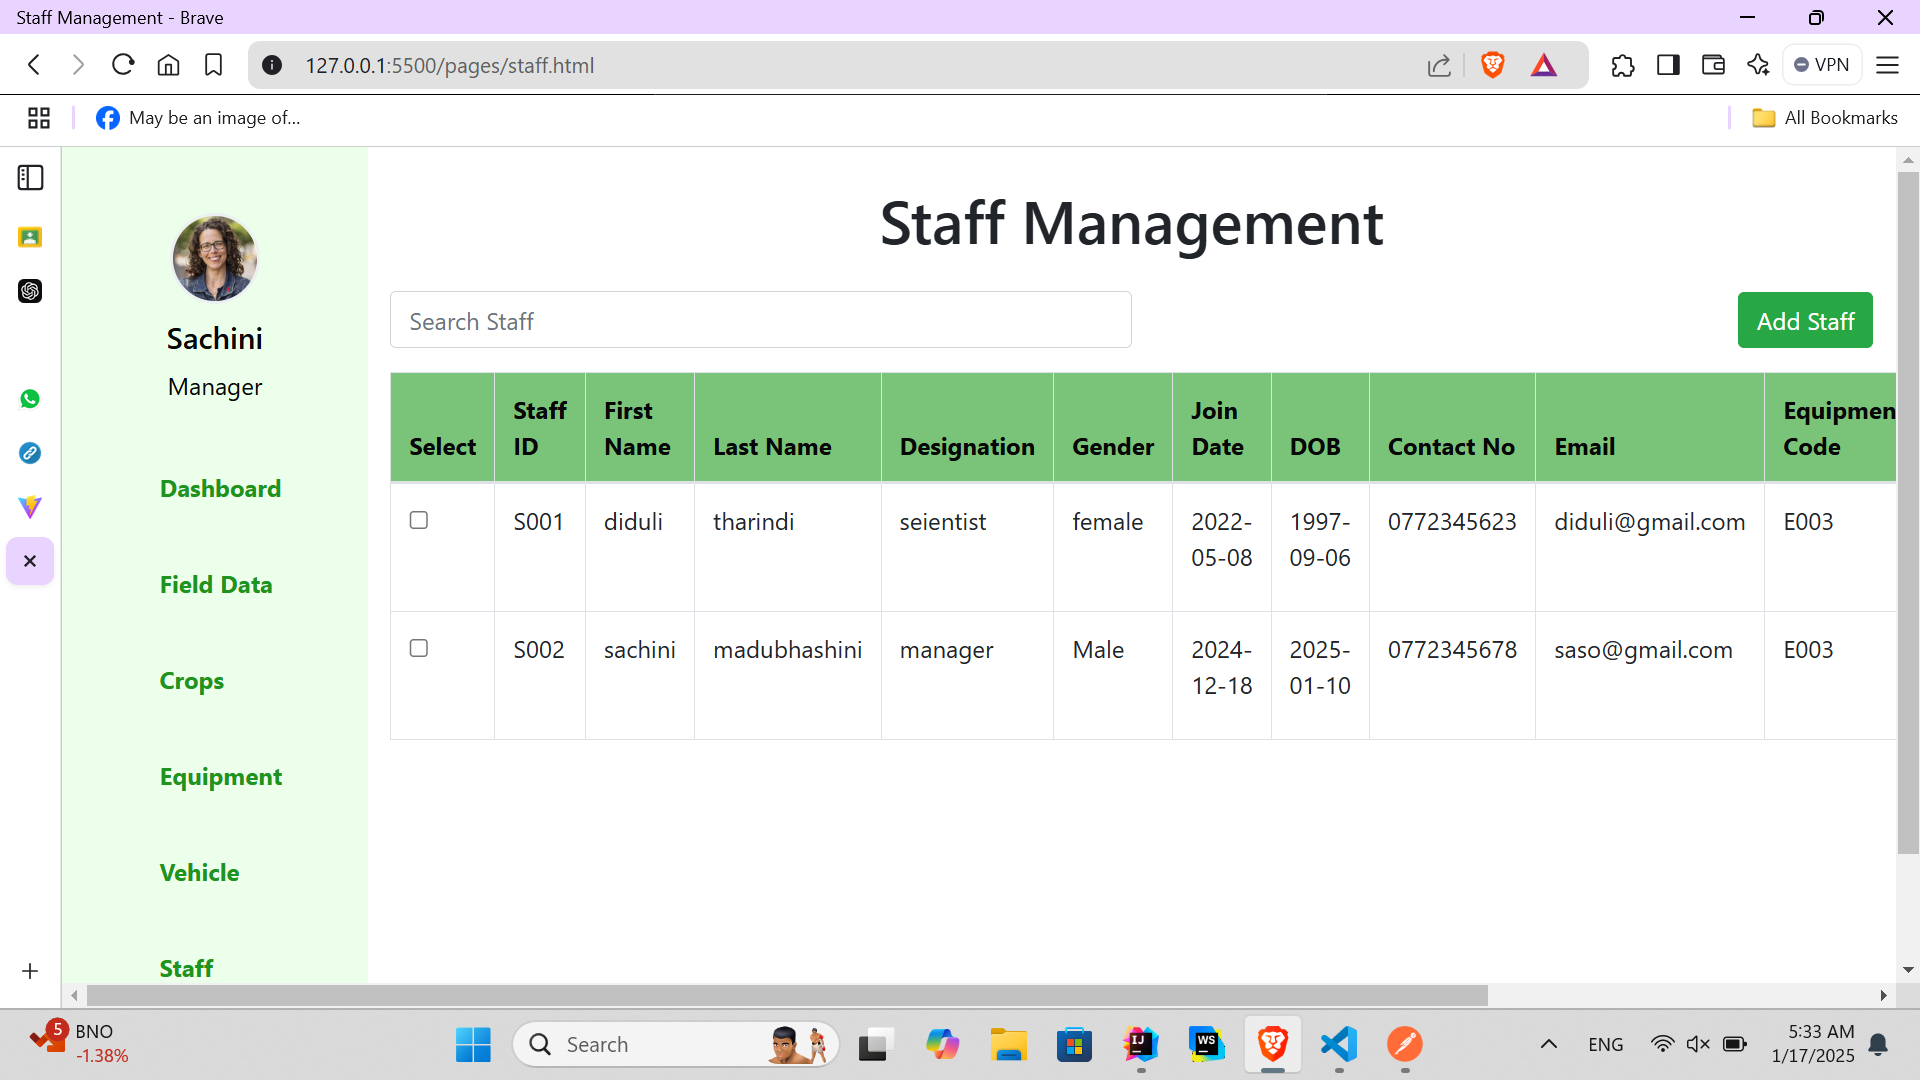 Staff Management - Brave
127.0.0.1:5500/pages/staff.html
VPN
May be an image of...
All Bookmarks
Sachini
Manager
Dashboard
Field Data
Crops
Equipment
Vehicle
Staff
Staff Management
Search Staff
Add Staff
Select Staff ID First Name Last Name Designation Gender Join Date DOB Contact No Email Equipmen Code
S001 diduli tharindi seientist female 2022-05-08 1997-09-06 0772345623 diduli@gmail.com E003
S002 sachini madubhashini manager Male 2024-12-18 2025-01-10 0772345678 saso@gmail.com E003
5
BNO
-1.38%
Search
IJ
WS
ENG
5:33 AM
1/17/2025